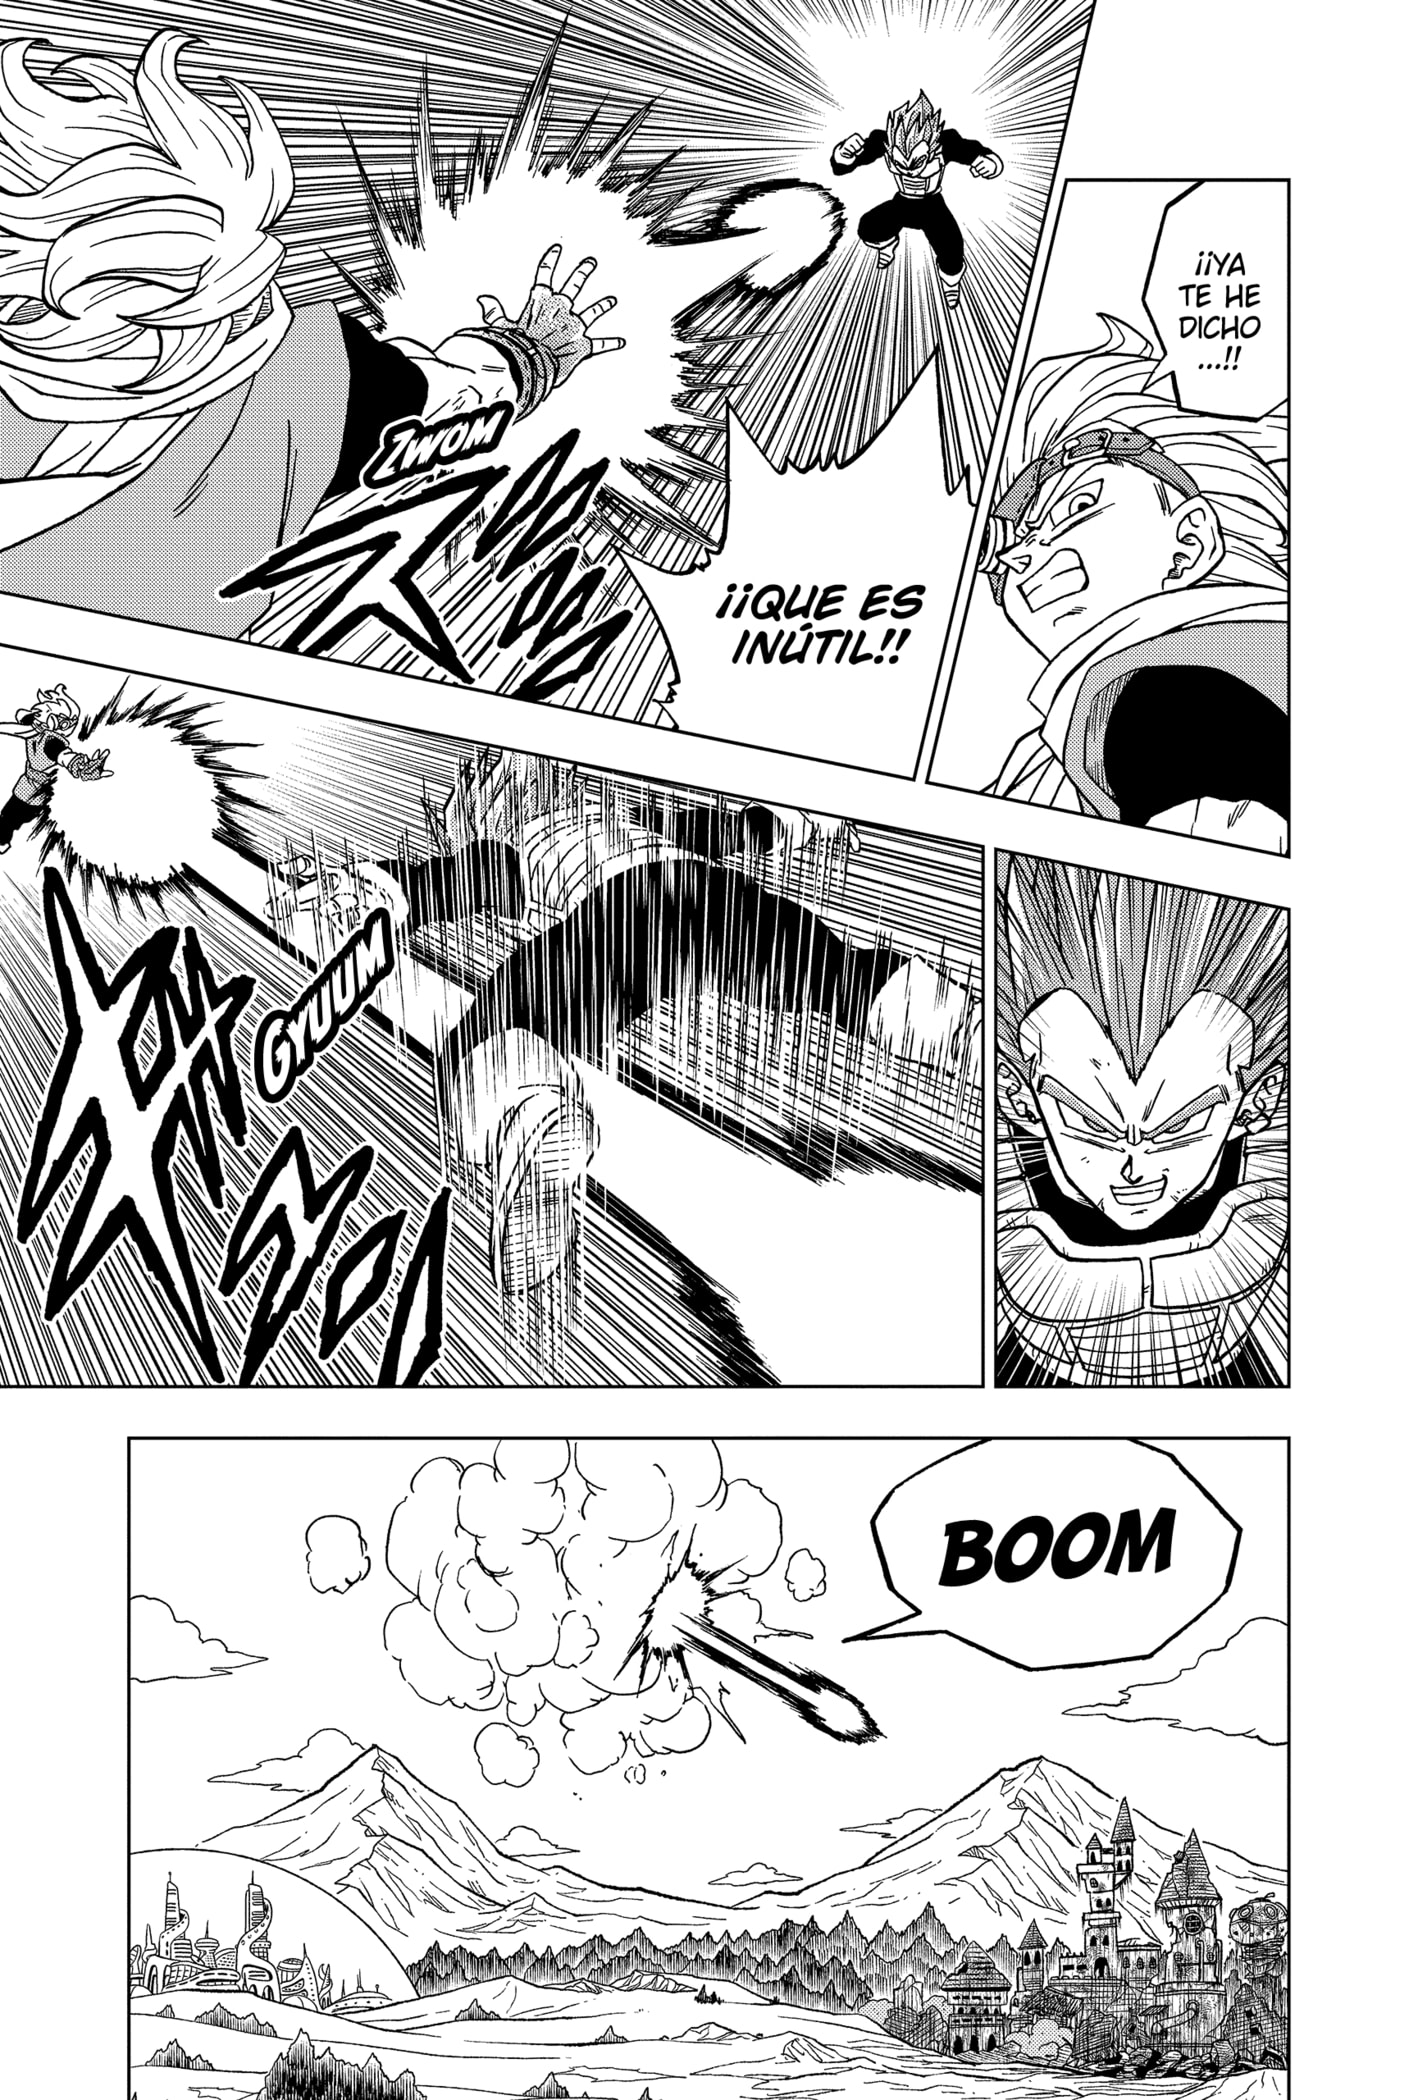 ¡¡YA
TE HE
DICHO
...!!
¡¡QUE ES
INÚTIL!!
ZWOM
GYUUM
BOOM